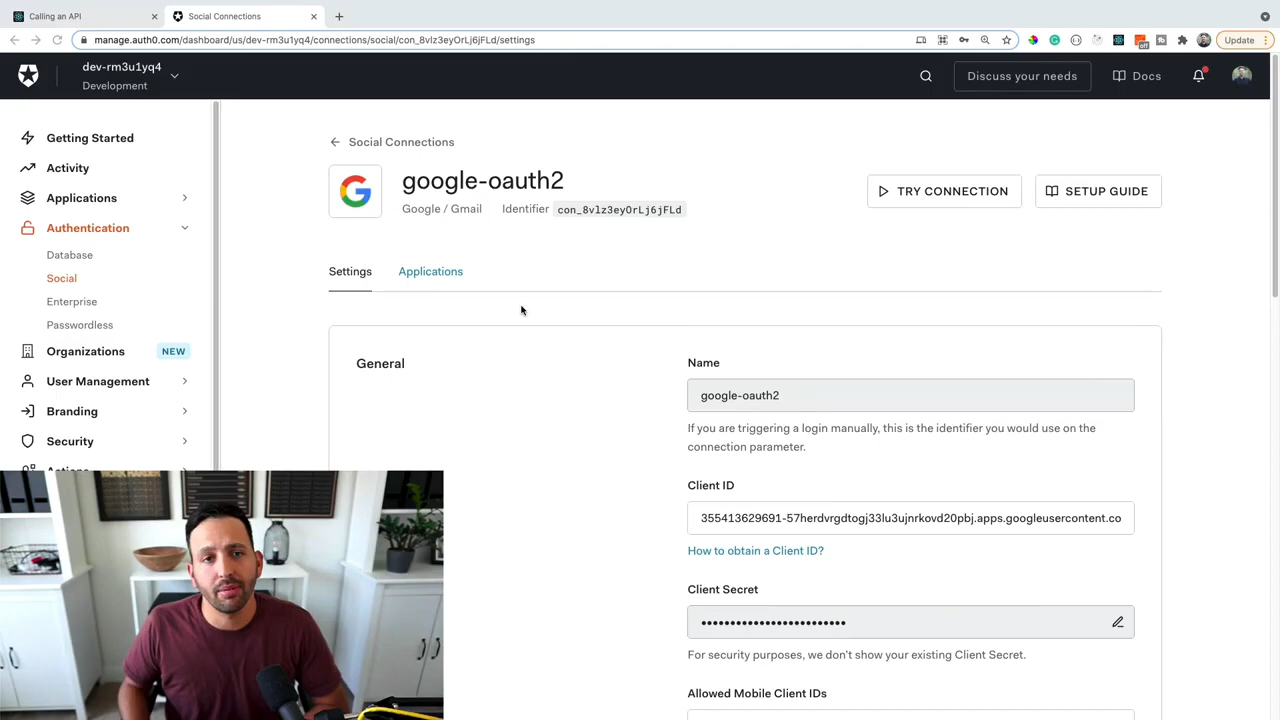 Calling an API
Social Connections
manage.auth0.com/dashboard/us/dev-rm3u1yq4/connections/social/con_8vlz3eyOrLj6jFLd/settings
off
Update
dev-rm3u1yq4
Development
Discuss your needs
Docs
Getting Started
Activity
Applications
Authentication
Database
Social
Enterprise
Passwordless
Organizations NEW
User Management
Branding
Security
Social Connections
google-oauth2
Google / Gmail Identifier con_8vlz3eyOrLj6jFLd
TRY CONNECTION
SETUP GUIDE
Settings Applications
General
Name
google-oauth2
If you are triggering a login manually, this is the identifier you would use on the
connection parameter.
Client ID
355413629691-57herdvrgdtogj33lu3ujnrkovd20pbj.apps.googleusercontent.co
How to obtain a Client ID?
Client Secret
•••••••••••••••••••••••••
For security purposes, we don't show your existing Client Secret.
Allowed Mobile Client IDs